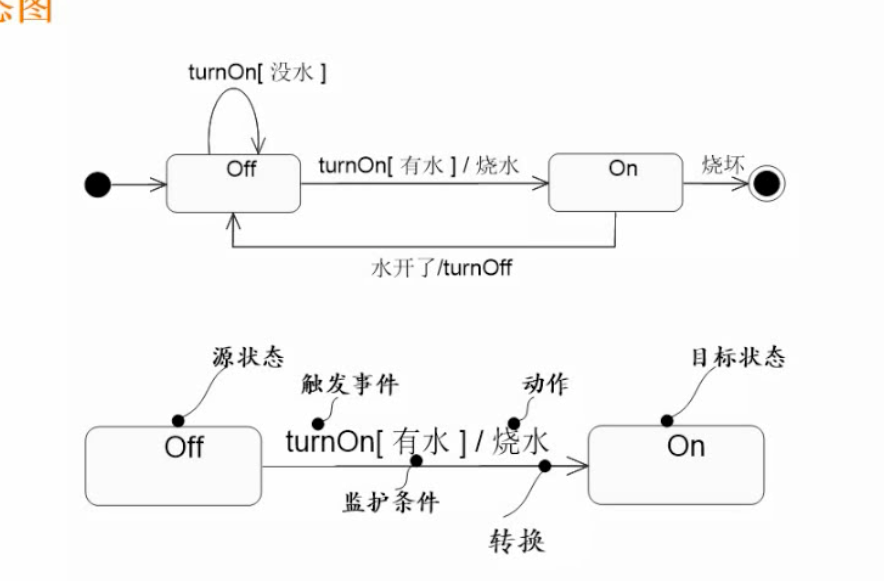 态图
turnOn[ 没水 ]
Off
turnOn[ 有水 ] / 烧水
On
烧坏
水开了/turnOff
源状态
目标状态
触发事件
动作
Off
turnOn[ 有水 ] / 烧水
On
监护条件
转换